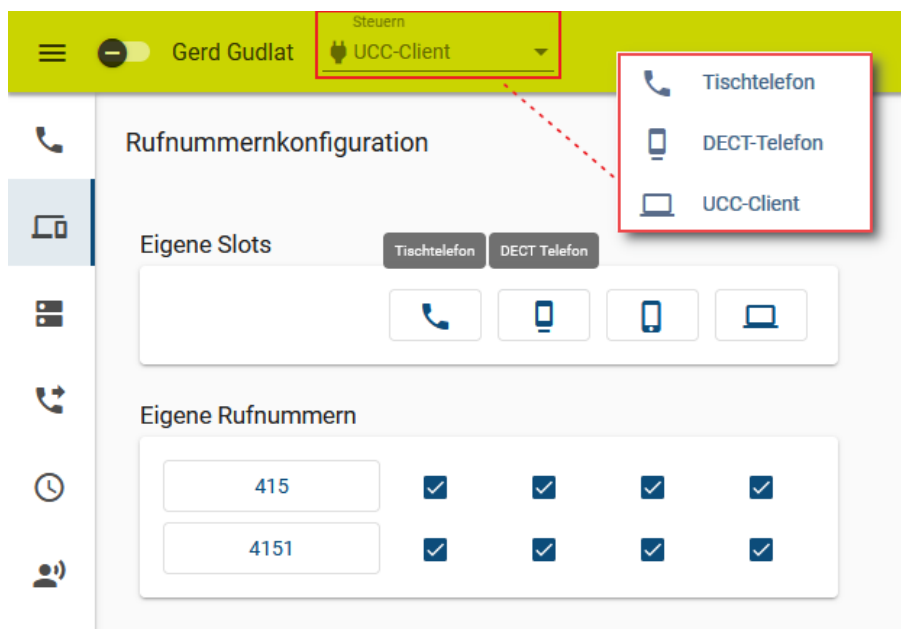 Steuern
Gerd Gudlat
UCC-Client
Tischtelefon
DECT-Telefon
UCC-Client
Rufnummernkonfiguration
Eigene Slots
Tischtelefon
DECT Telefon
Eigene Rufnummern
415
4151